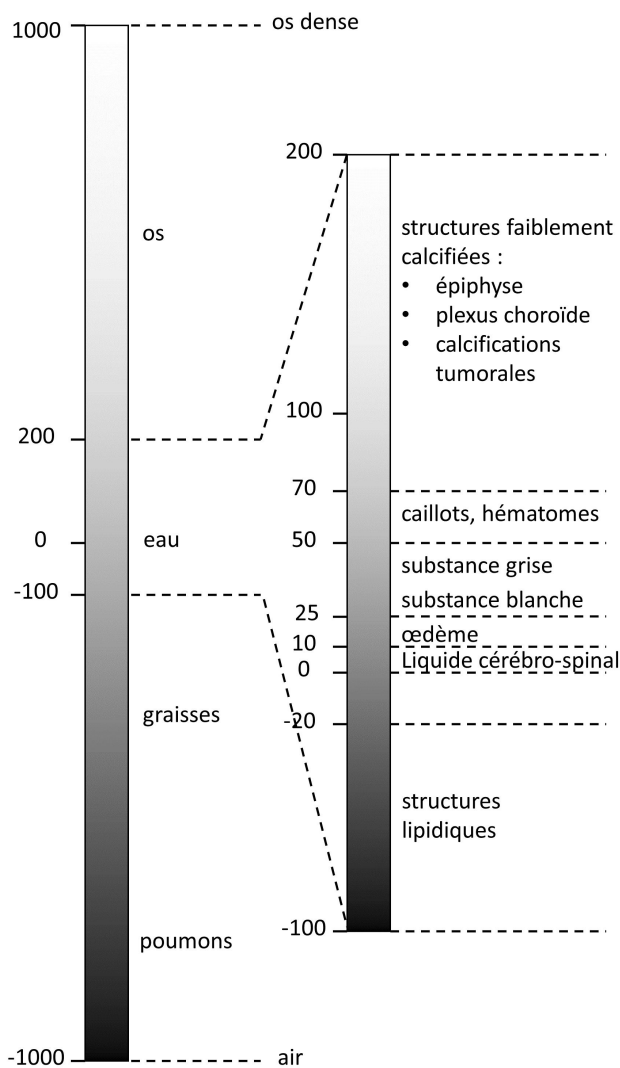 1000
os dense
os
200
0
eau
-100
graisses
poumons
-1000
air
200
structures faiblement
calcifiées :
• épiphyse
• plexus choroïde
• calcifications
tumorales
100
70
caillots, hématomes
50
substance grise
substance blanche
25
œdème
10
Liquide cérébro-spinal
0
-20
structures
lipidiques
-100